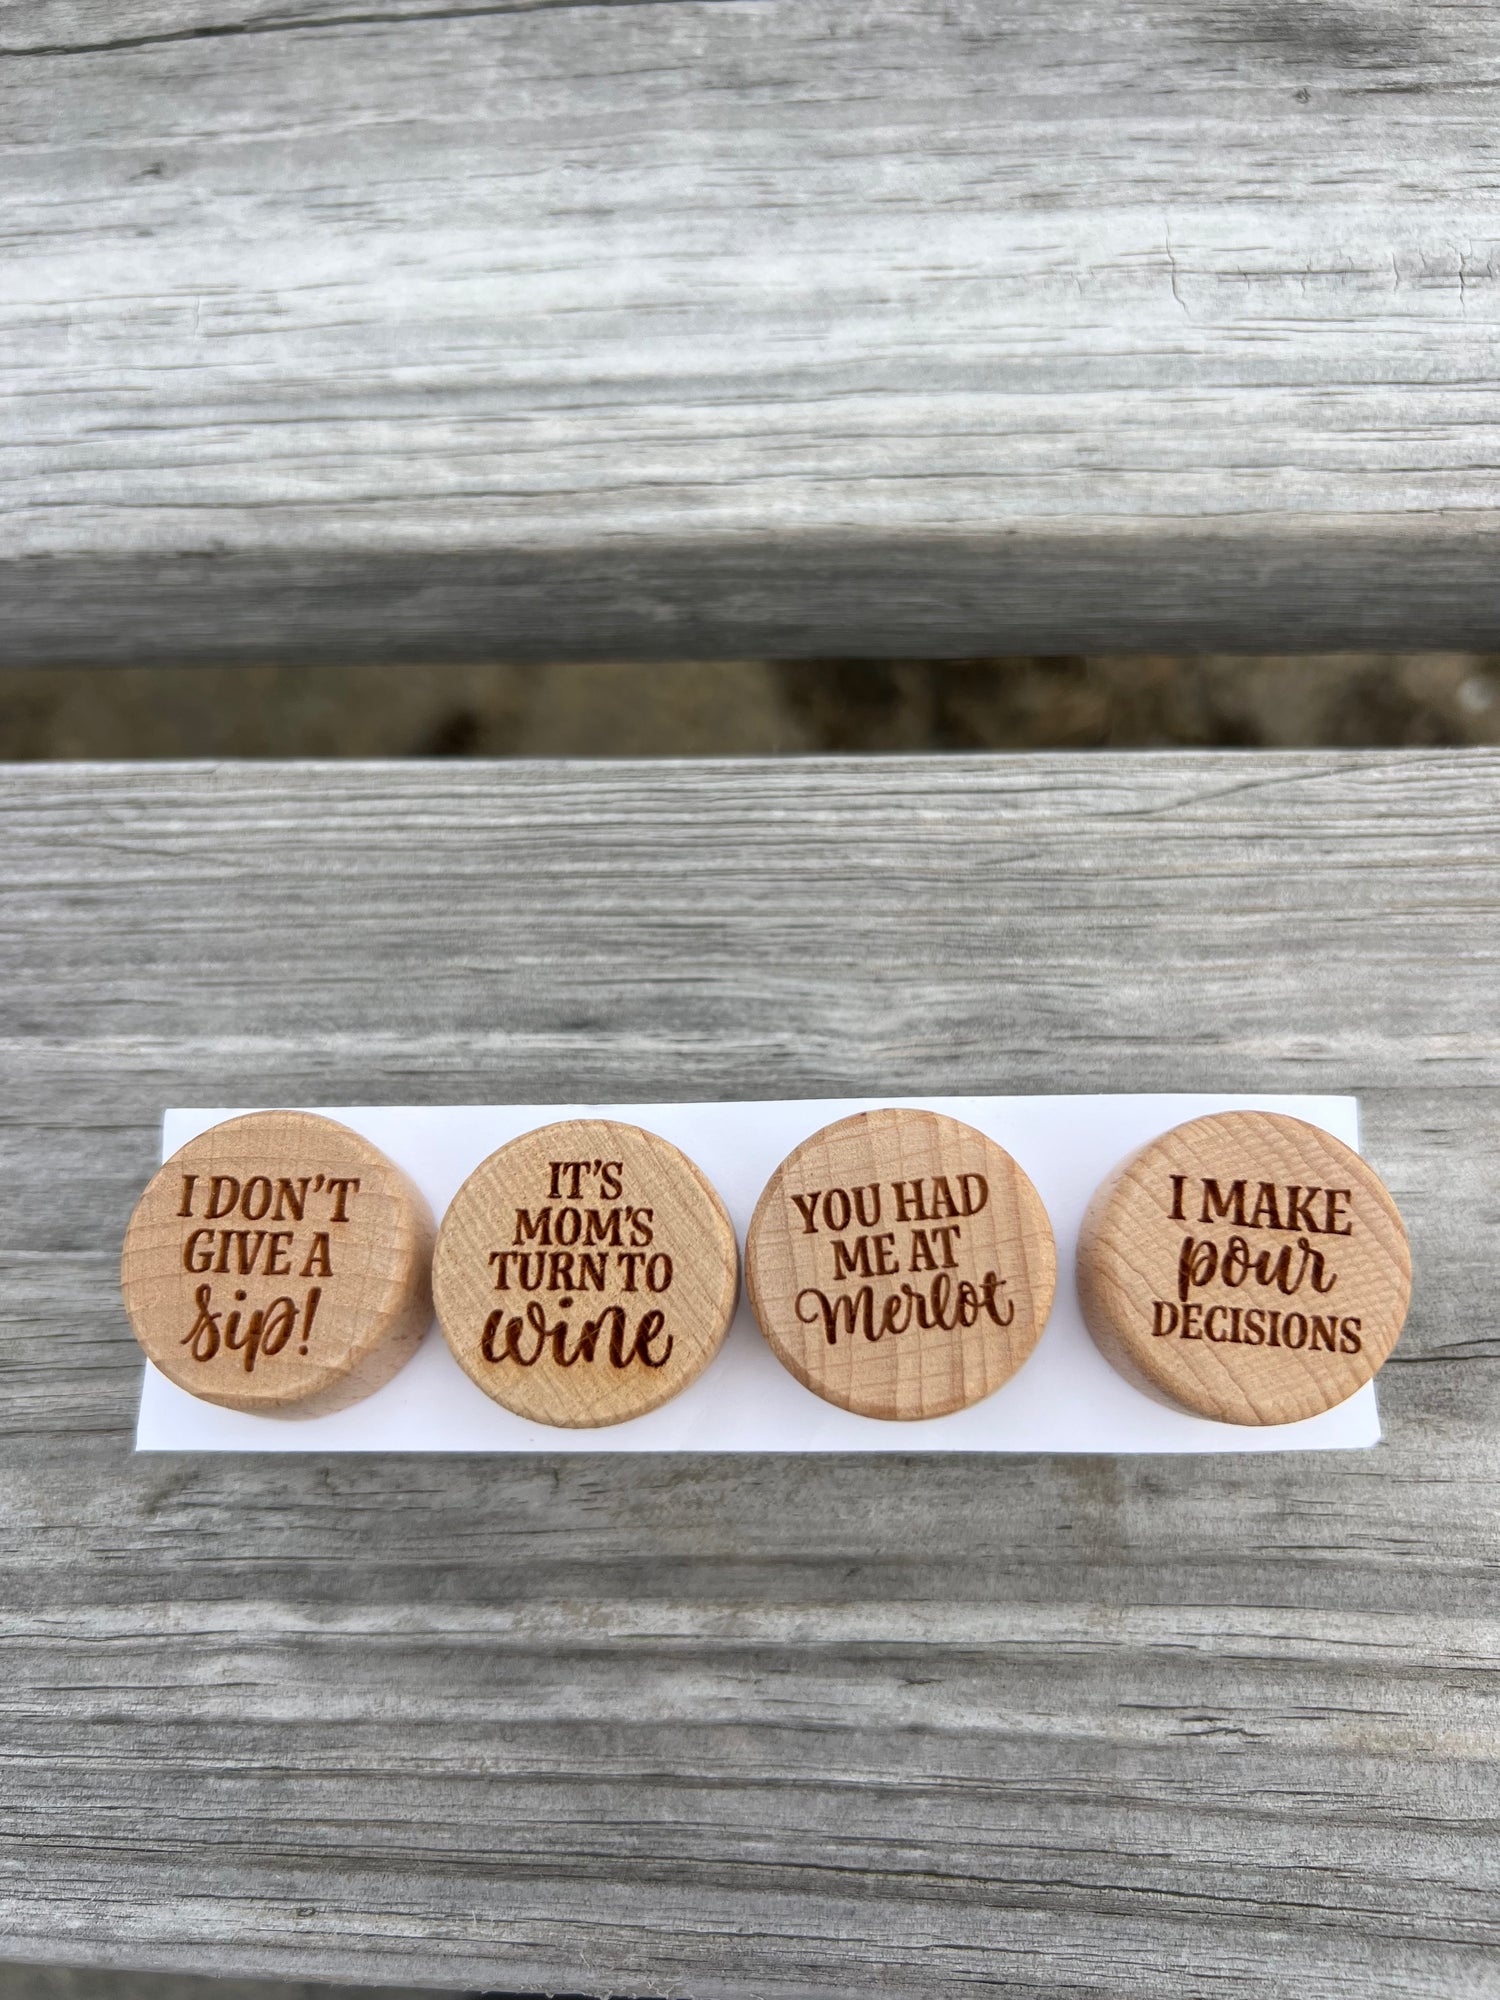 I DON'T
GIVE A
sip!
IT'S
MOM'S
TURN TO
wine
YOU HAD
ME AT
Merlot
I MAKE
pour
DECISIONS